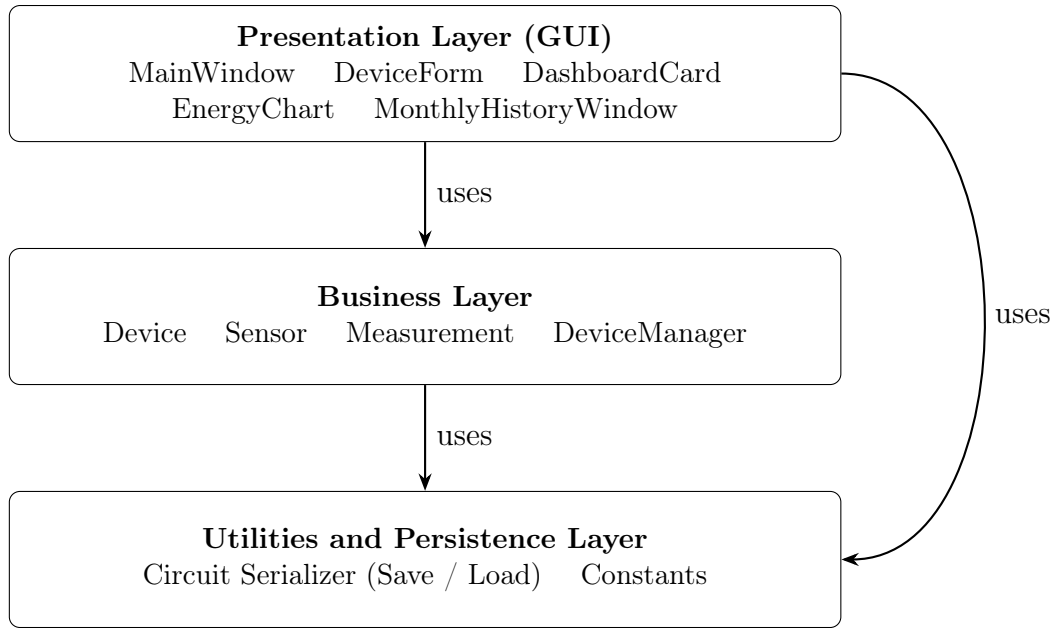 Presentation Layer (GUI)
MainWindow DeviceForm DashboardCard
EnergyChart MonthlyHistoryWindow
uses
Business Layer
Device Sensor Measurement DeviceManager
uses
uses
Utilities and Persistence Layer
Circuit Serializer (Save / Load) Constants